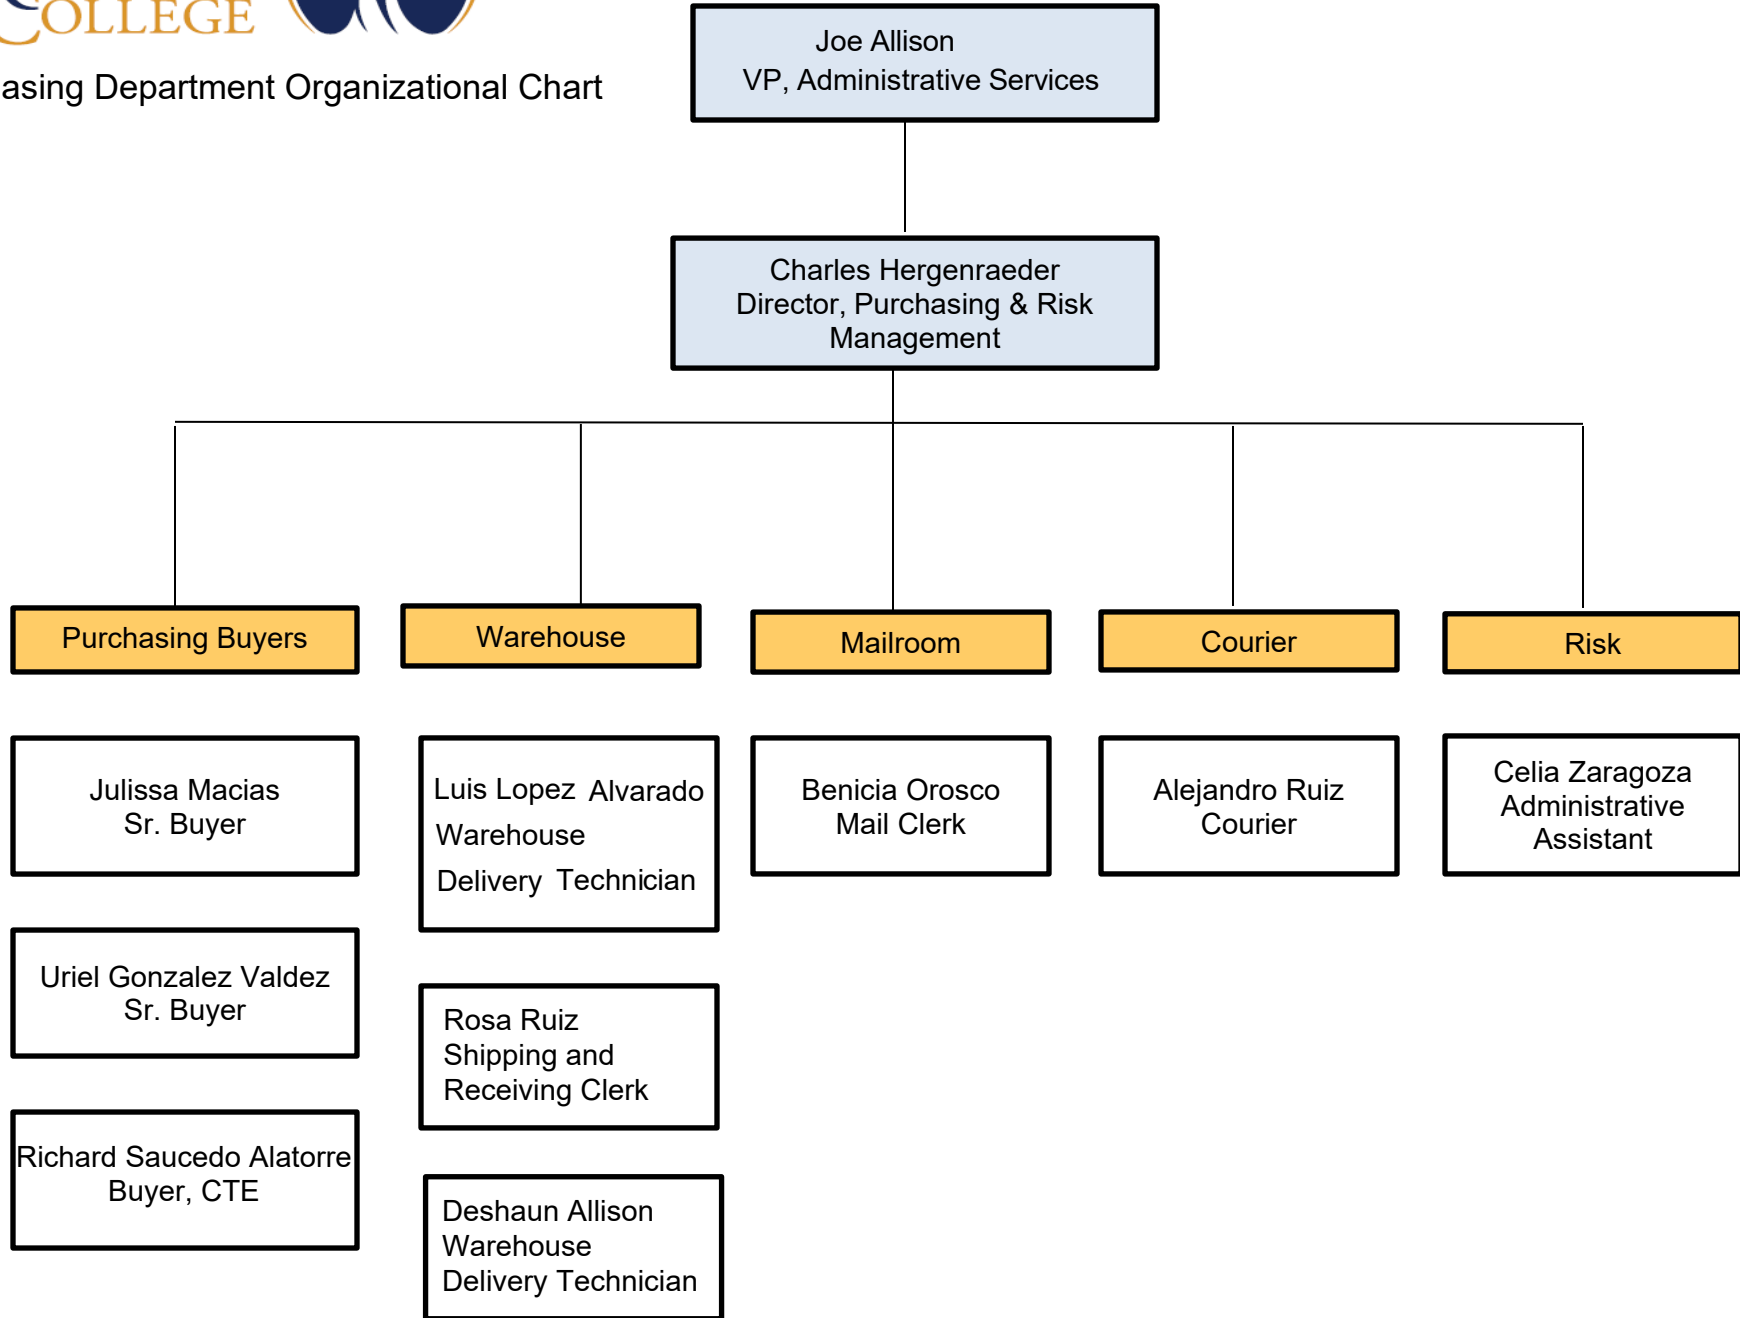 COLLEGE
asing Department Organizational Chart
Joe Allison
VP, Administrative Services
Charles Hergenraeder
Director, Purchasing & Risk
Management
Purchasing Buyers
Warehouse
Mailroom
Courier
Risk
Julissa Macias
Sr. Buyer
Uriel Gonzalez Valdez
Sr. Buyer
Richard Saucedo Alatorre
Buyer, CTE
Luis Lopez Alvarado
Warehouse
Delivery Technician
Rosa Ruiz
Shipping and
Receiving Clerk
Deshaun Allison
Warehouse
Delivery Technician
Benicia Orosco
Mail Clerk
Alejandro Ruiz
Courier
Celia Zaragoza
Administrative
Assistant